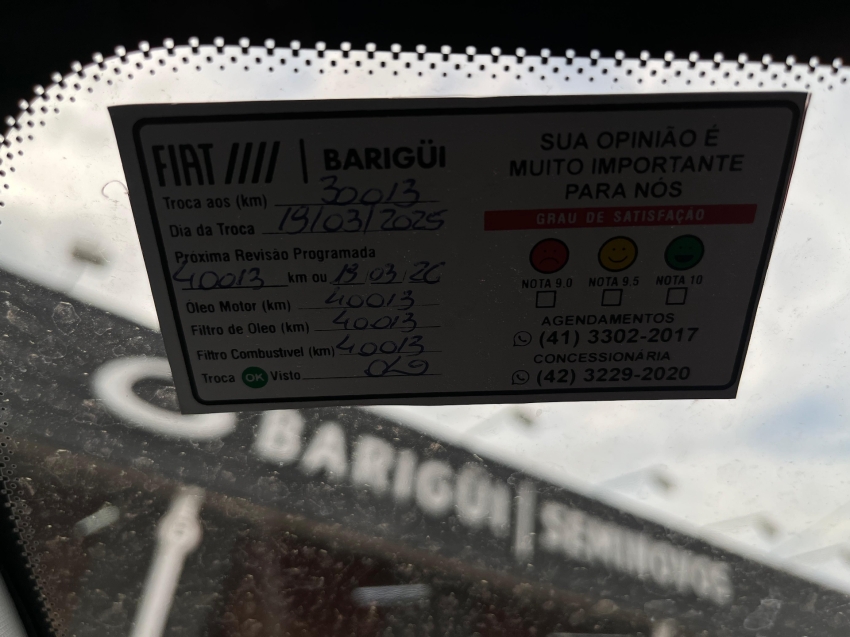 FIAT | BARIGÜI
Troca aos (km) 30013
Dia da Troca 19/03/2025
Próxima Revisão Programada
40013 km ou 19/03/26
Óleo Motor (km) 40013
Filtro de Óleo (km) 40013
Filtro Combustível (km) 40013
Troca OK Visto
SUA OPINIÃO É
MUITO IMPORTANTE
PARA NÓS
GRAU DE SATISFAÇÃO
NOTA 9.0 NOTA 9.5 NOTA 10
AGENDAMENTOS
(41) 3302-2017
CONCESSIONÁRIA
(42) 3229-2020
BARIGÜI | SEMINOVOS